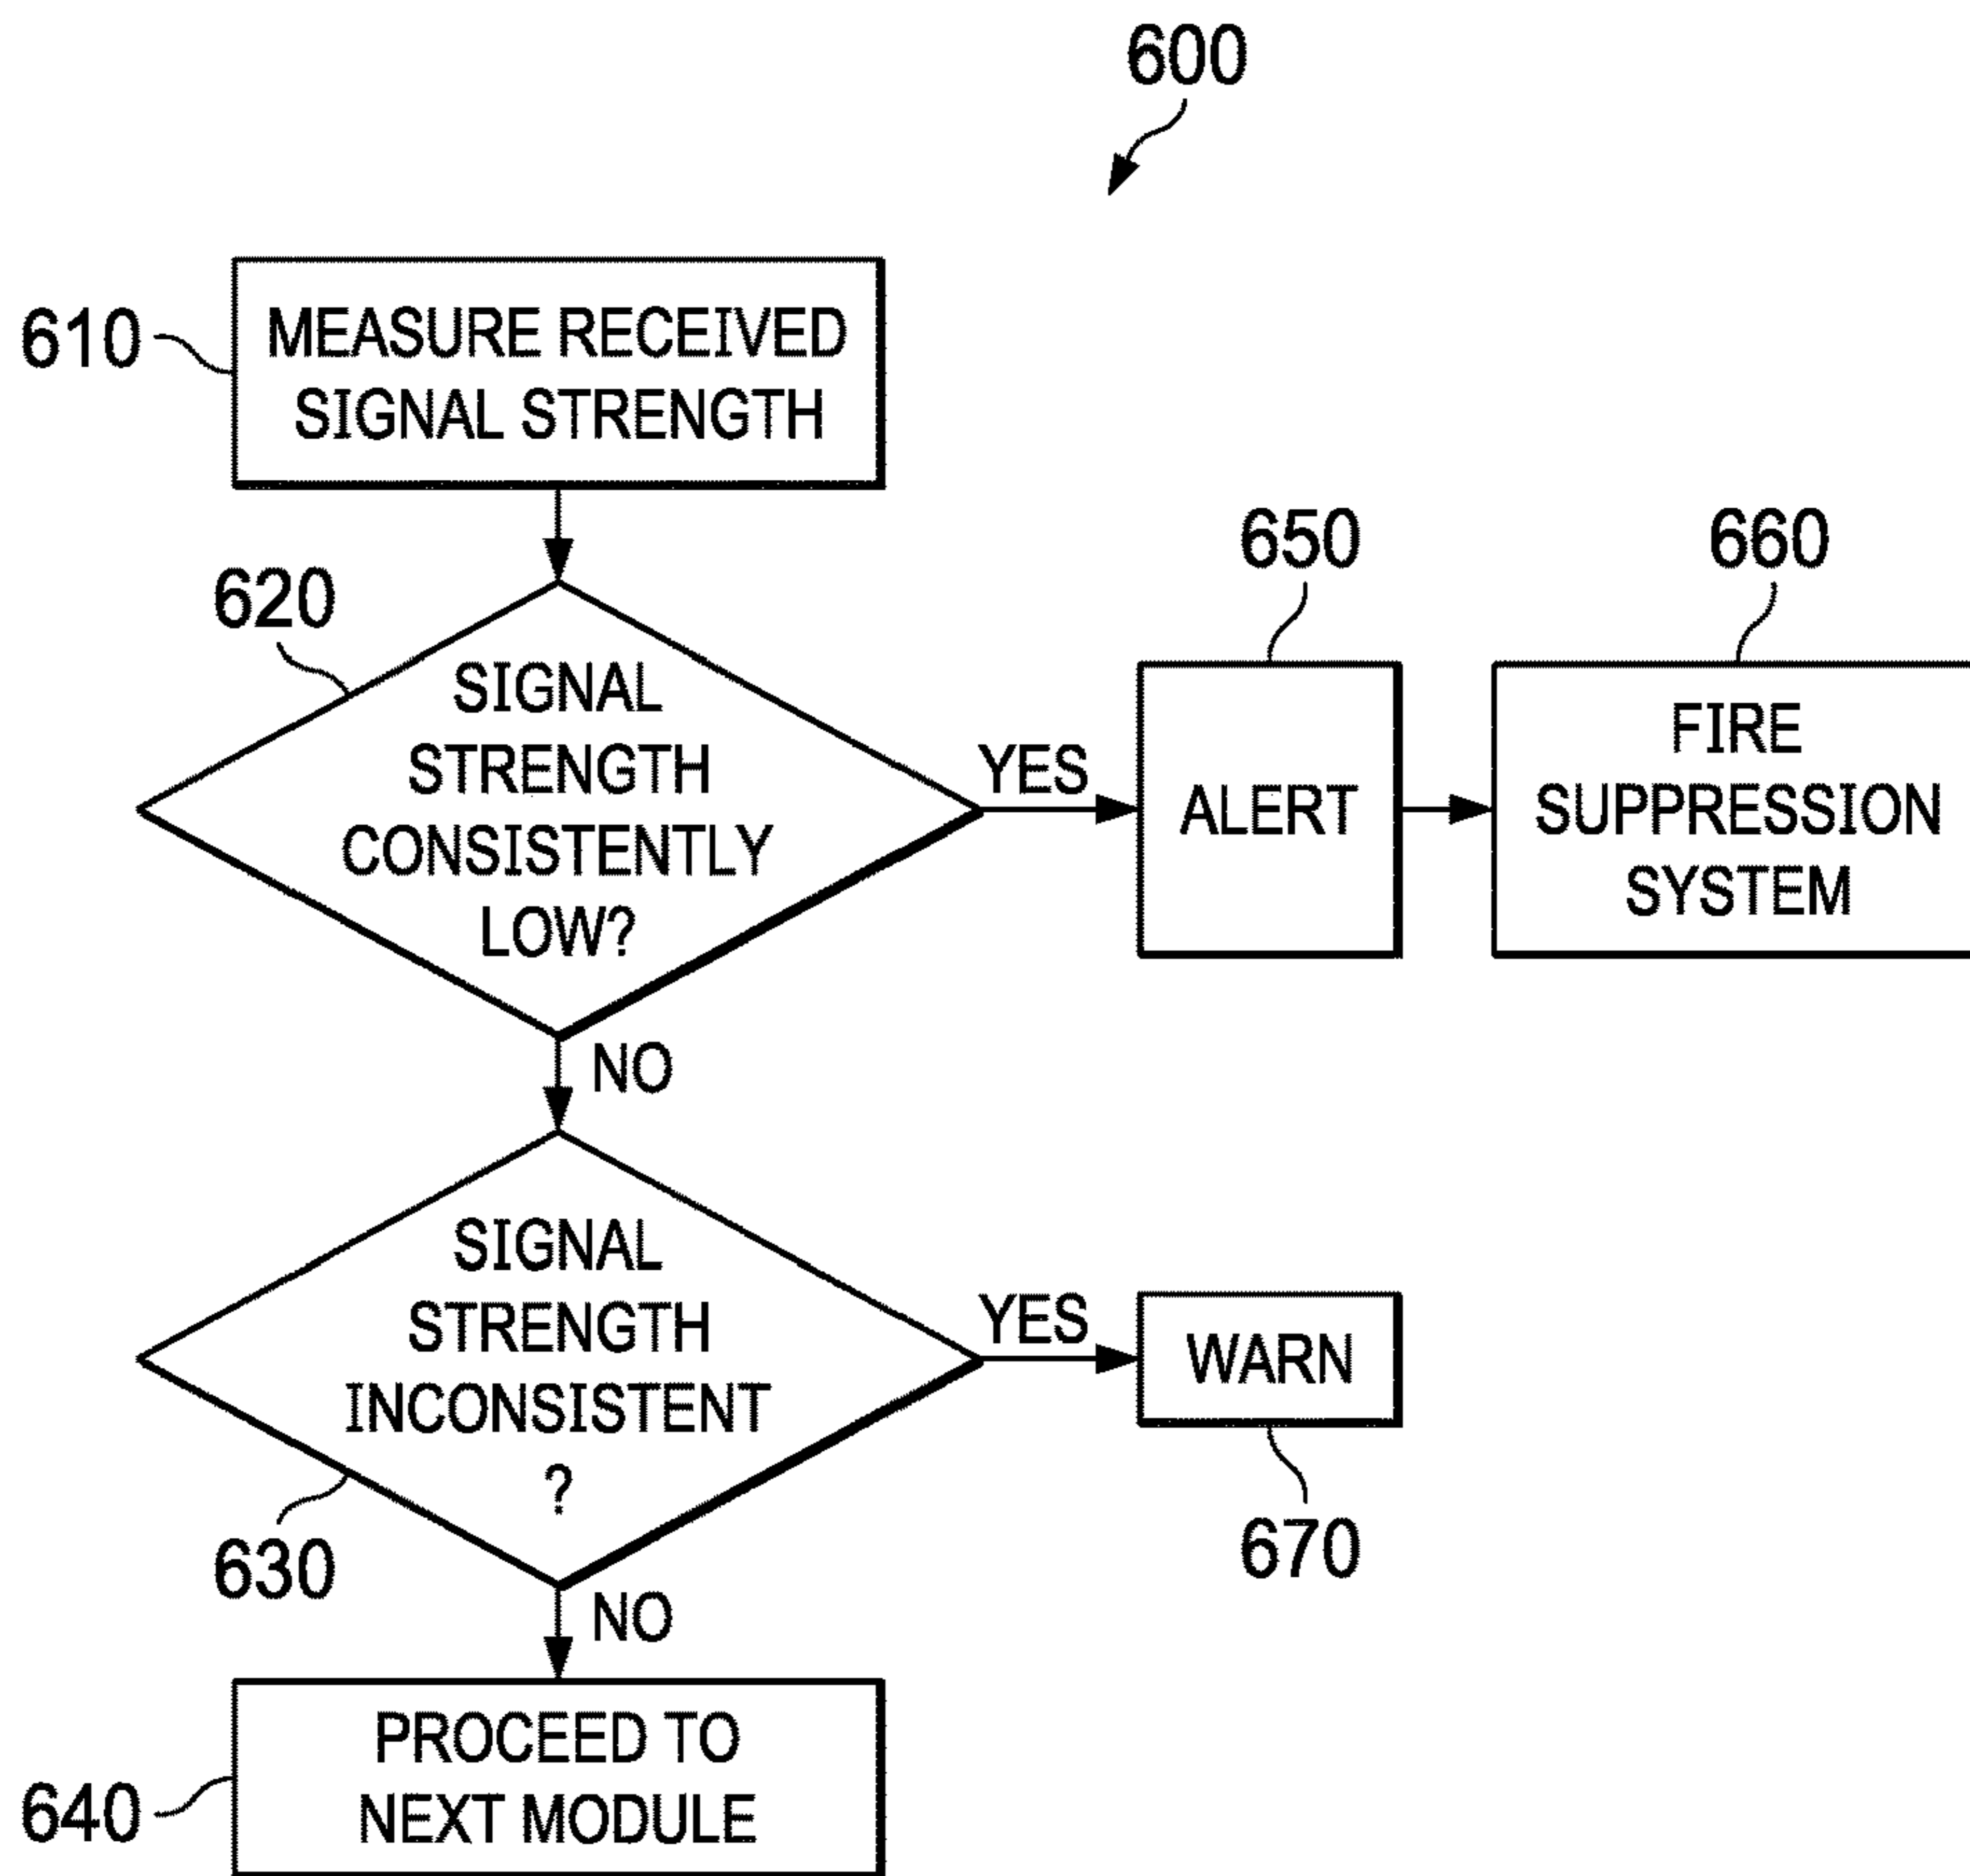 600
610
MEASURE RECEIVED
SIGNAL STRENGTH
620
SIGNAL
STRENGTH
CONSISTENTLY
LOW?
YES
650
ALERT
660
FIRE
SUPPRESSION
SYSTEM
NO
630
SIGNAL
STRENGTH
INCONSISTENT
?
YES
WARN
670
NO
640
PROCEED TO
NEXT MODULE